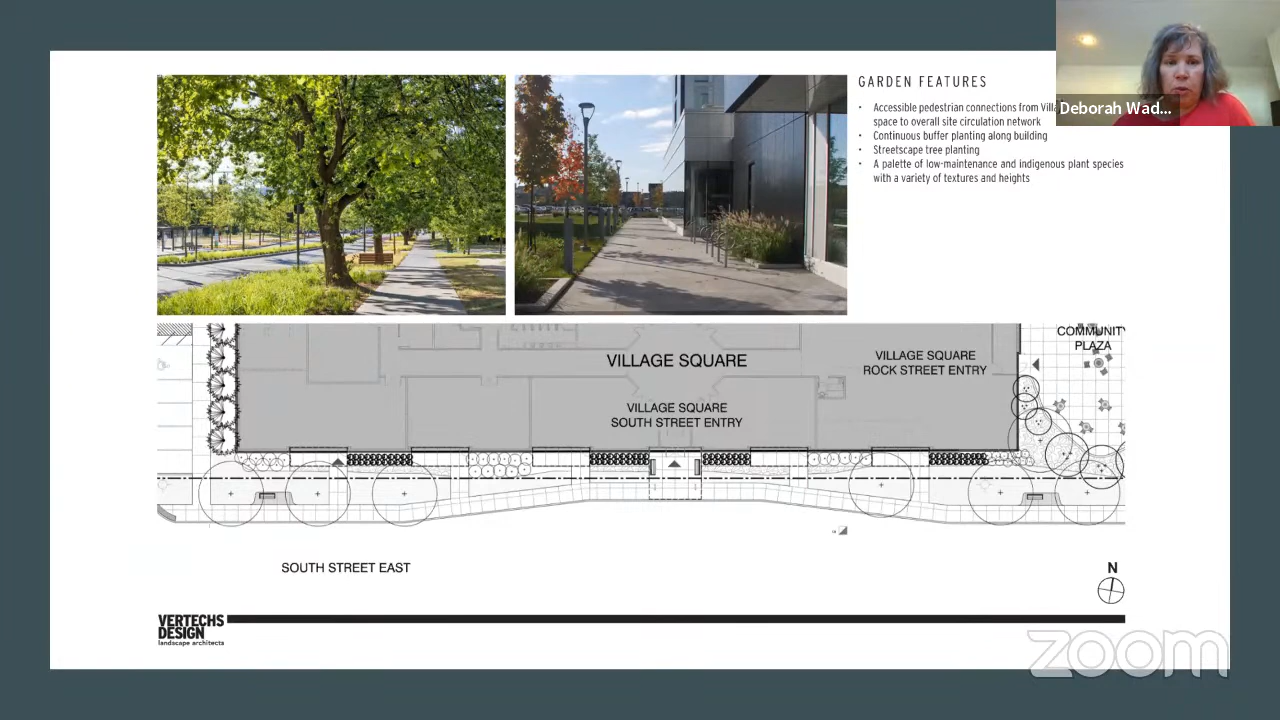 GARDEN FEATURES
• Accessible pedestrian connections from
space to overall site circulation network
• Continuous buffer planting along building
• Streetscape tree planting
• A palette of low-maintenance and indigenous plant species
with a variety of textures and heights
Deborah Wad...
COMMUNITY
PLAZA
VILLAGE SQUARE
VILLAGE SQUARE
ROCK STREET ENTRY
VILLAGE SQUARE
SOUTH STREET ENTRY
SOUTH STREET EAST
N
VERTECHS
DESIGN
landscape architects
zoom